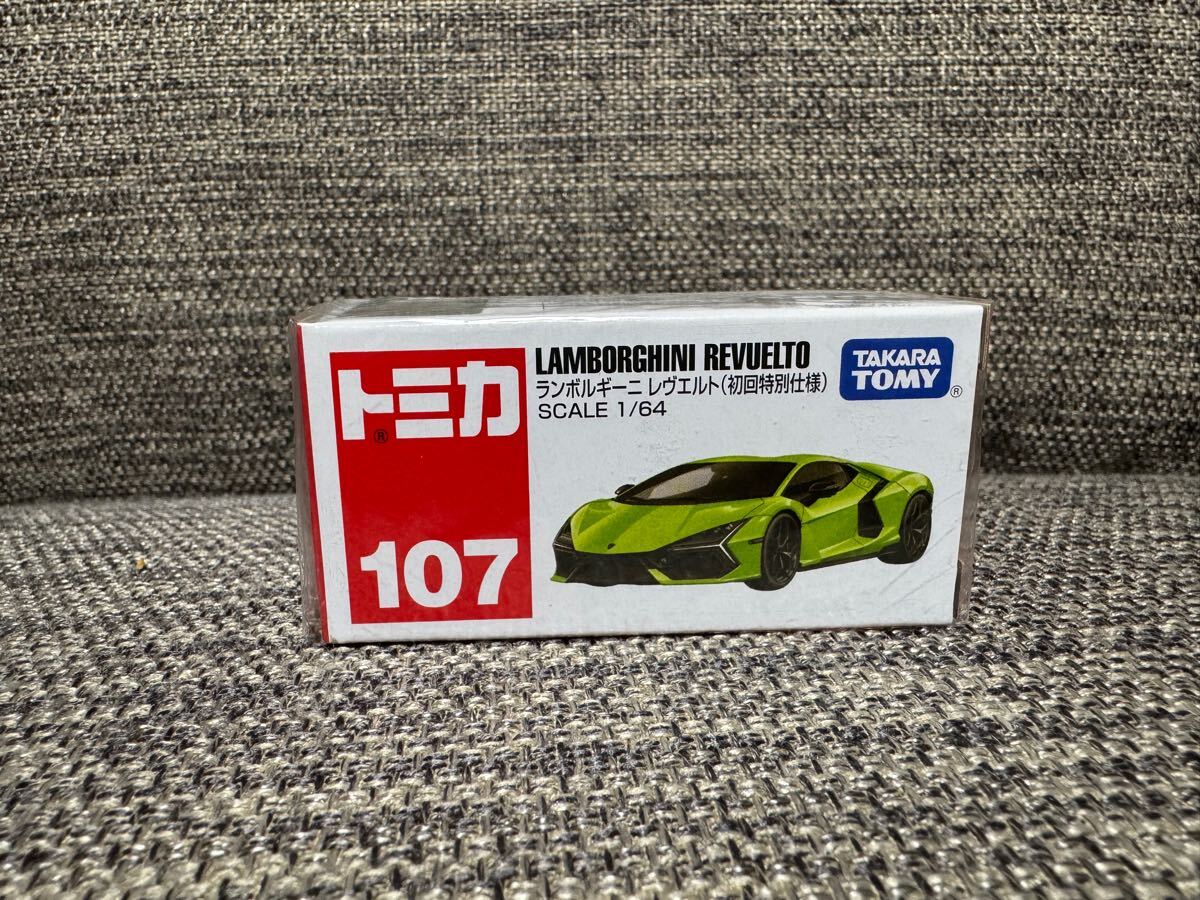 トミカ®
107
LAMBORGHINI REVUELTO
ランボルギーニ レヴエルト(初回特別仕様)
SCALE 1/64
TAKARA
TOMY®